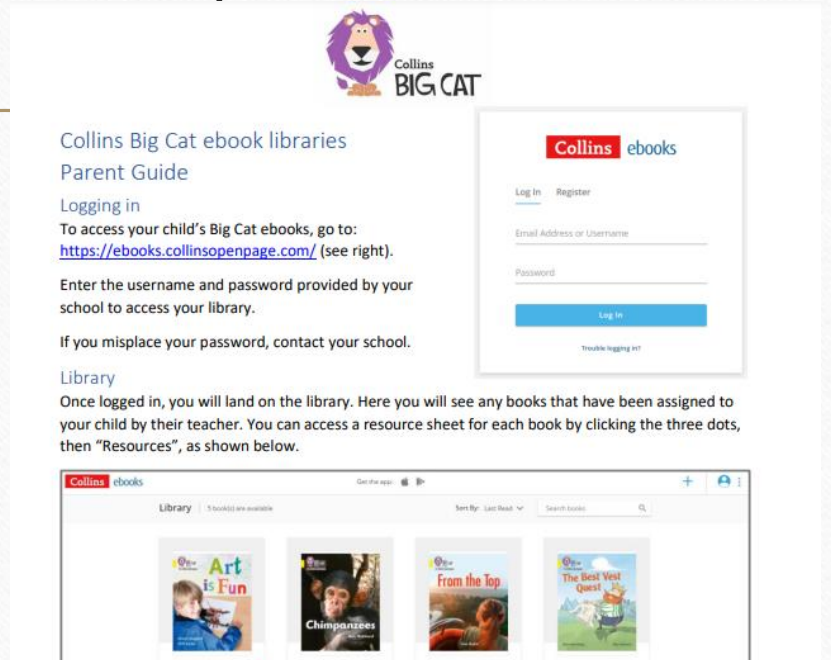 Collins
BIG CAT
Collins Big Cat ebook libraries
Parent Guide
Logging in
To access your child's Big Cat ebooks, go to:
https://ebooks.collinsopenpage.com/ (see right).
Enter the username and password provided by your
school to access your library.
If you misplace your password, contact your school.
Collins ebooks
Log In Register
Email Address or Username
Password
Log In
Trouble logging in?
Library
Once logged in, you will land on the library. Here you will see any books that have been assigned to
your child by their teacher. You can access a resource sheet for each book by clicking the three dots,
then "Resources", as shown below.
Collins ebooks
Get the app:
Library
5 book(s) are available
Sort By: Last Read
Search books
Art
is Fun
Chimpanzees
From the Top
The Best Vest
Quest